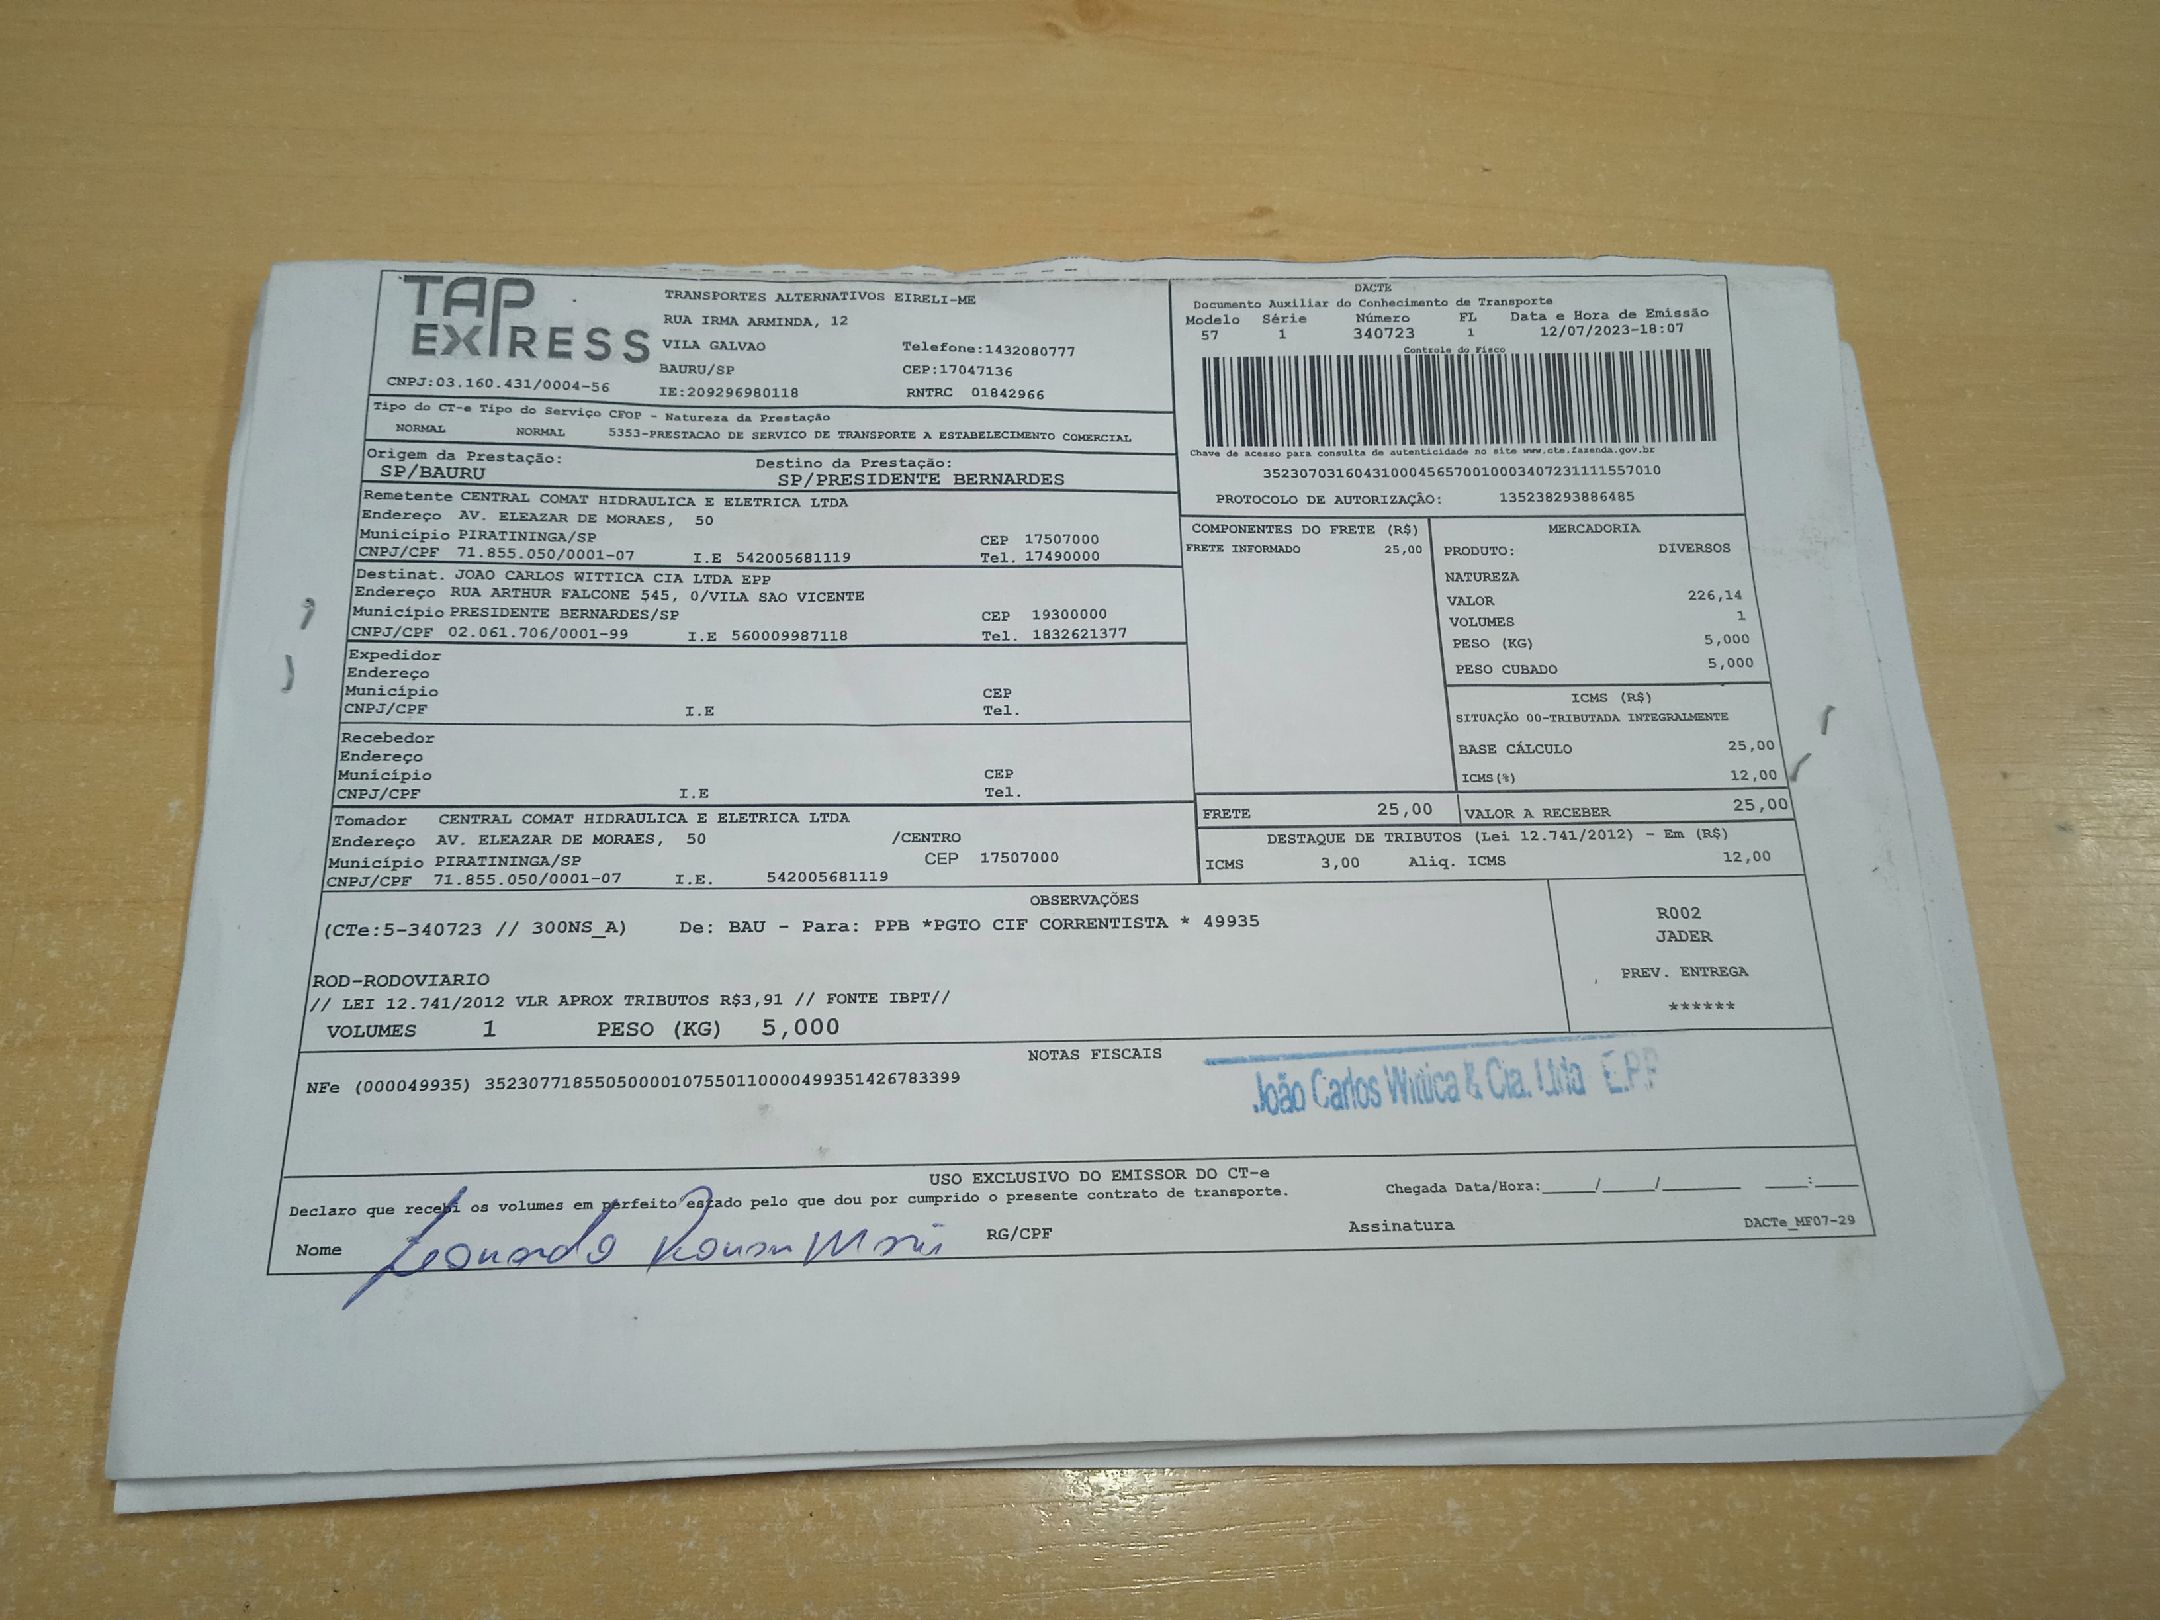 TAP
EXPRESS
CNPJ:03.160.431/0004-56
TRANSPORTES ALTERNATIVOS EIRELI-ME
RUA IRMA ARMINDA, 12
VILA GALVAO Telefone:1432080777
BAURU/SP CEP:17047136
IE:209296980118 RNTRC 01842966
DACTE
Documento Auxiliar do Conhecimento de Transporte
Modelo Série Número FL Data e Hora de Emissão
57 1 340723 1 12/07/2023-18:07
Controle do Fisco
Chave de acesso para consulta de autenticidade no site www.cte.fazenda.gov.br
35230703160431000456570010003407231111557010
PROTOCOLO DE AUTORIZAÇÃO: 135238293886485
Tipo do CT-e Tipo do Serviço CFOP - Natureza da Prestação
NORMAL NORMAL 5353-PRESTACAO DE SERVICO DE TRANSPORTE A ESTABELECIMENTO COMERCIAL
Origem da Prestação: Destino da Prestação:
SP/BAURU SP/PRESIDENTE BERNARDES
Remetente CENTRAL COMAT HIDRAULICA E ELETRICA LTDA
Endereço AV. ELEAZAR DE MORAES, 50
Município PIRATININGA/SP CEP 17507000
CNPJ/CPF 71.855.050/0001-07 I.E 542005681119 Tel. 17490000
Destinat. JOAO CARLOS WITTICA CIA LTDA EPP
Endereço RUA ARTHUR FALCONE 545, 0/VILA SAO VICENTE
Município PRESIDENTE BERNARDES/SP CEP 19300000
CNPJ/CPF 02.061.706/0001-99 I.E 560009987118 Tel. 1832621377
Expedidor
Endereço
Município CEP
CNPJ/CPF I.E Tel.
Recebedor
Endereço
Município CEP
CNPJ/CPF I.E Tel.
Tomador CENTRAL COMAT HIDRAULICA E ELETRICA LTDA
Endereço AV. ELEAZAR DE MORAES, 50 /CENTRO
Município PIRATININGA/SP CEP 17507000
CNPJ/CPF 71.855.050/0001-07 I.E. 542005681119
COMPONENTES DO FRETE (R$)
FRETE INFORMADO 25,00
MERCADORIA
PRODUTO: DIVERSOS
NATUREZA
VALOR 226,14
VOLUMES 1
PESO (KG) 5,000
PESO CUBADO 5,000
ICMS (R$)
SITUAÇÃO 00-TRIBUTADA INTEGRALMENTE
BASE CÁLCULO 25,00
ICMS(%) 12,00
FRETE 25,00 VALOR A RECEBER 25,00
DESTAQUE DE TRIBUTOS (Lei 12.741/2012) - Em (R$)
ICMS 3,00 Aliq. ICMS 12,00
OBSERVAÇÕES
(CTe:5-340723 // 300NS_A) De: BAU - Para: PPB *PGTO CIF CORRENTISTA * 49935
ROD-RODOVIARIO
// LEI 12.741/2012 VLR APROX TRIBUTOS R$3,91 // FONTE IBPT//
VOLUMES 1 PESO (KG) 5,000
R002
JADER
PREV. ENTREGA
******
NOTAS FISCAIS
NFe (000049935) 35230771855050000107550110000499351426783399
João Carlos Wittica & Cia. Ltda E.P.P
USO EXCLUSIVO DO EMISSOR DO CT-e
Declaro que recebi os volumes em perfeito estado pelo que dou por cumprido o presente contrato de transporte. Chegada Data/Hora:____/____/______ ___:___
Nome Leonardo RG/CPF Assinatura DACTe_MF07-29